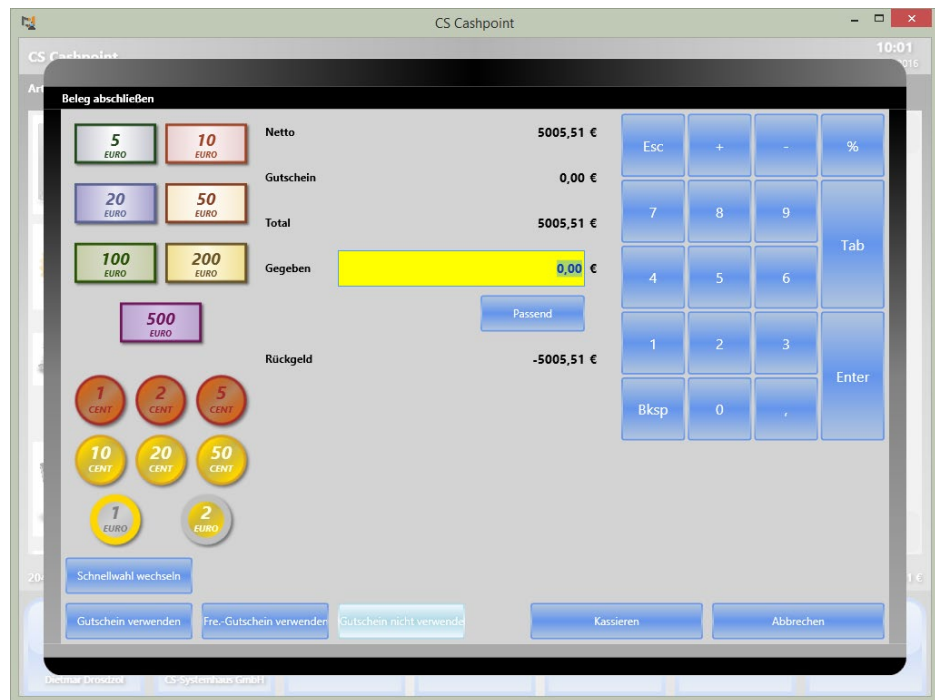 CS Cashpoint
CS Cashpoint
10:01
Beleg abschließen
5 EURO
10 EURO
20 EURO
50 EURO
100 EURO
200 EURO
500 EURO
1 CENT
2 CENT
5 CENT
10 CENT
20 CENT
50 CENT
1 EURO
2 EURO
Netto 5005,51 €
Gutschein 0,00 €
Total 5005,51 €
Gegeben 0,00 €
Passend
Rückgeld -5005,51 €
Esc + - %
7 8 9 Tab
4 5 6
1 2 3 Enter
Bksp 0 ,
Schnellwahl wechseln
Gutschein verwenden
Fre.-Gutschein verwenden
Gutschein nicht verwende
Kassieren
Abbrechen
CS-Systemhaus GmbH